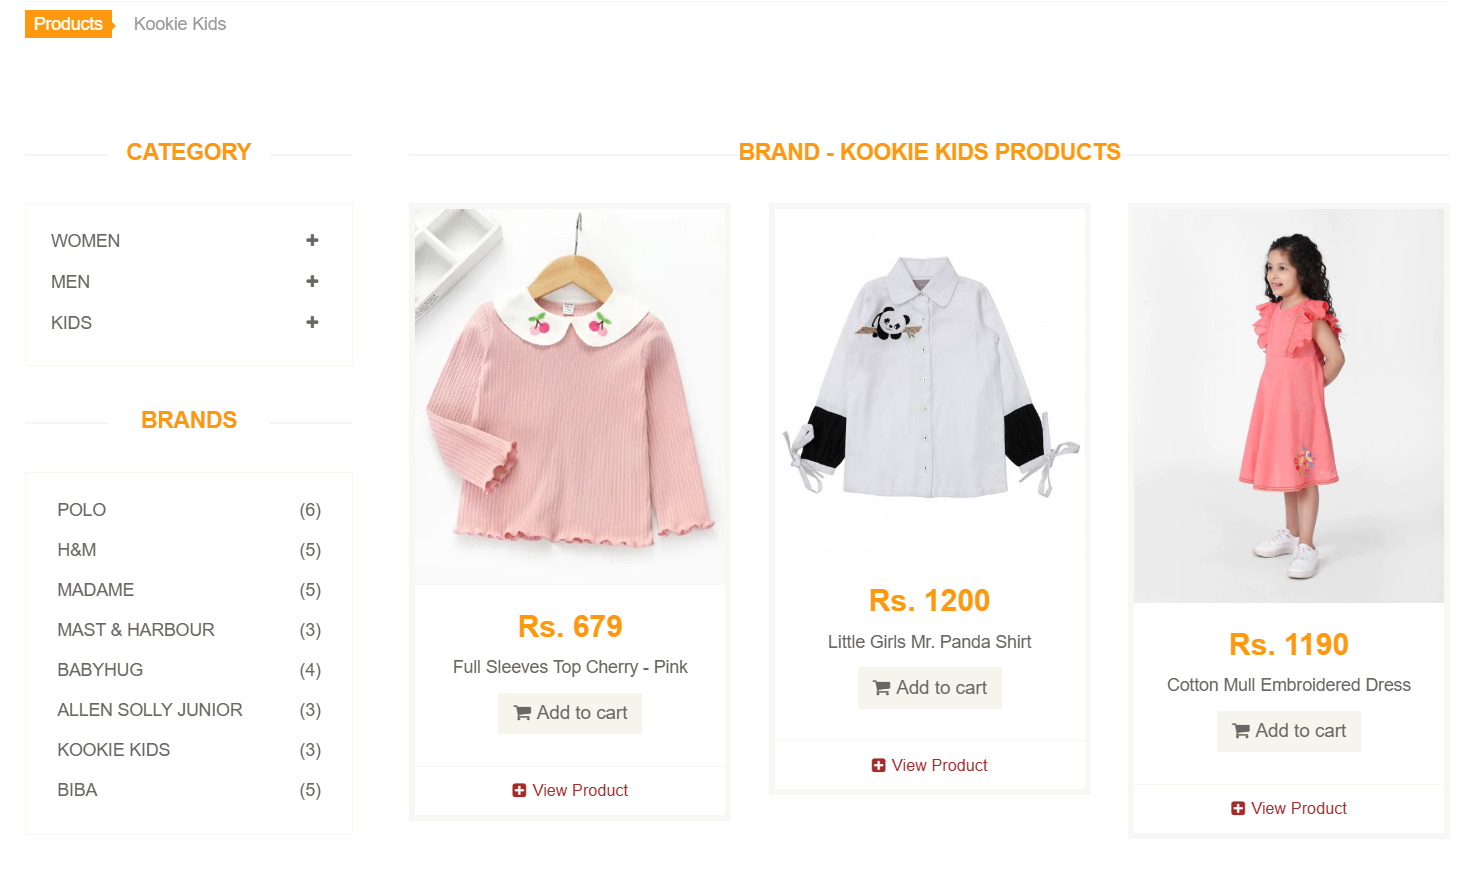 Products
Kookie Kids
CATEGORY
WOMEN
MEN
KIDS
BRANDS
POLO (6)
H&M (5)
MADAME (5)
MAST & HARBOUR (3)
BABYHUG (4)
ALLEN SOLLY JUNIOR (3)
KOOKIE KIDS (3)
BIBA (5)
BRAND - KOOKIE KIDS PRODUCTS
Rs. 679
Full Sleeves Top Cherry - Pink
Add to cart
View Product
Rs. 1200
Little Girls Mr. Panda Shirt
Add to cart
View Product
Rs. 1190
Cotton Mull Embroidered Dress
Add to cart
View Product